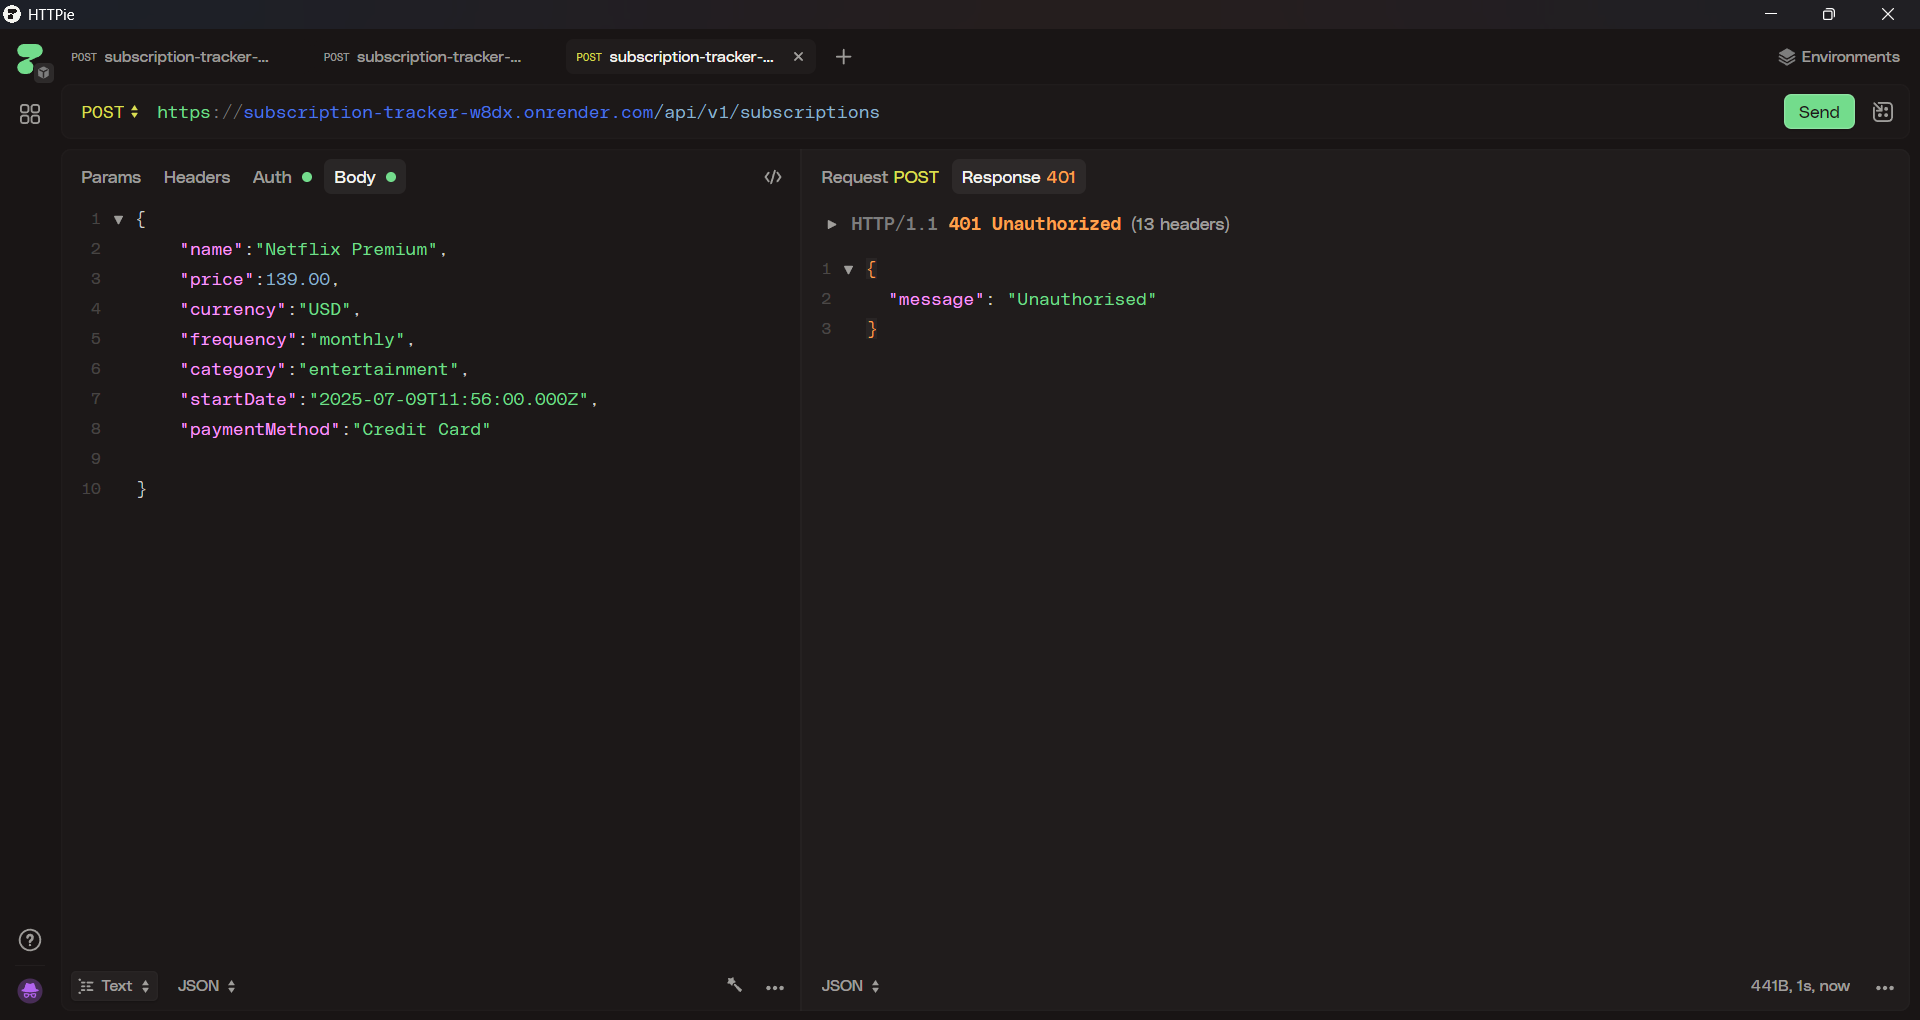 HTTPie
POST subscription-tracker-...
POST subscription-tracker-...
POST subscription-tracker-...
Environments
POST https://subscription-tracker-w8dx.onrender.com/api/v1/subscriptions
Send
Params Headers Auth Body
Request POST Response 401
HTTP/1.1 401 Unauthorized (13 headers)
1 {
2 "name":"Netflix Premium",
3 "price":139.00,
4 "currency":"USD",
5 "frequency":"monthly",
6 "category":"entertainment",
7 "startDate":"2025-07-09T11:56:00.000Z",
8 "paymentMethod":"Credit Card"
9
10 }
1 {
2 "message": "Unauthorised"
3 }
Text JSON
JSON
441B, 1s, now